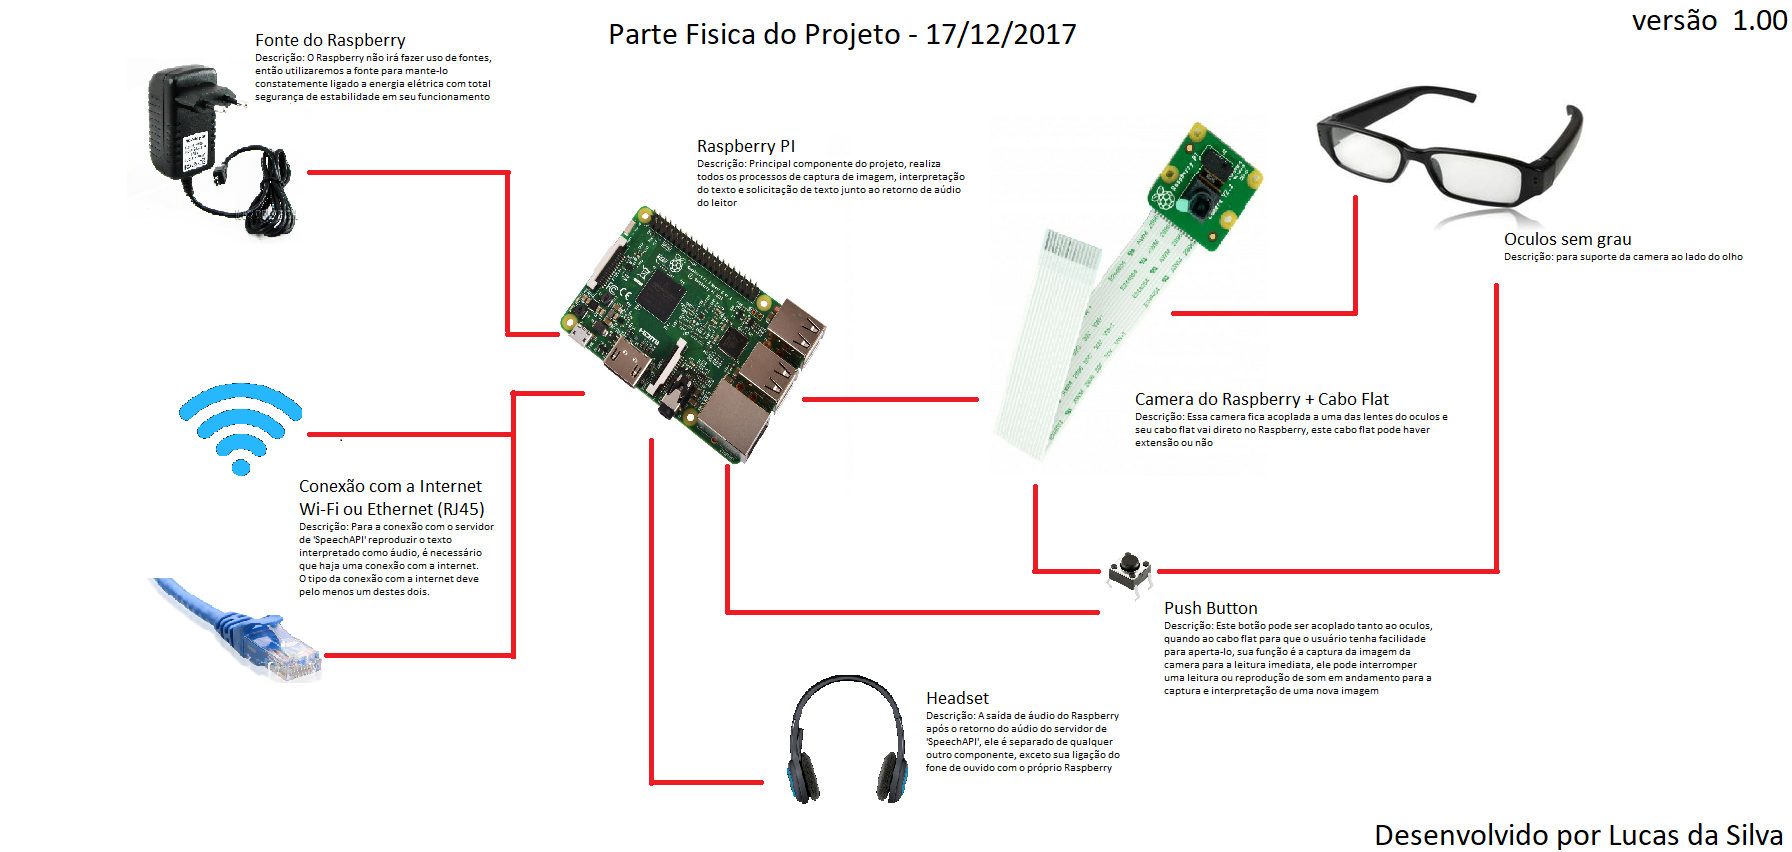 versão  1.00
Parte Fisica do Projeto - 17/12/2017
Fonte do Raspberry
Descrição: O Raspberry não irá fazer uso de fontes,
então utilizaremos a fonte para mante-lo
constatemente ligado a energia elétrica com total
segurança de estabilidade em seu funcionamento
Raspberry PI
Descrição: Principal componente do projeto, realiza
todos os processos de captura de imagem, interpretação
do texto e solicitação de texto junto ao retorno de aúdio
do leitor
Oculos sem grau
Descrição: para suporte da camera ao lado do olho
Camera do Raspberry + Cabo Flat
Descrição: Essa camera fica acoplada a uma das lentes do oculos e
seu cabo flat vai direto no Raspberry, este cabo flat pode haver
extensão ou não
Conexão com a Internet
Wi-Fi ou Ethernet (RJ45)
Descrição: Para a conexão com o servidor
de 'SpeechAPI' reproduzir o texto
interpretado como áudio, é necessário
que haja uma conexão com a internet.
O tipo da conexão com a internet deve
pelo menos um destes dois.
Push Button
Descrição: Este botão pode ser acoplado tanto ao oculos,
quando ao cabo flat para que o usuário tenha facilidade
para aperta-lo, sua função é a captura da imagem da
camera para a leitura imediata, ele pode interromper
uma leitura ou reprodução de som em andamento para a
captura e interpretação de uma nova imagem
Headset
Descrição: A saída de áudio do Raspberry
após o retorno do aúdio do servidor de
'SpeechAPI', ele é separado de qualquer
outro componente, exceto sua ligação do
fone de ouvido com o próprio Raspberry
Desenvolvido por Lucas da Silva